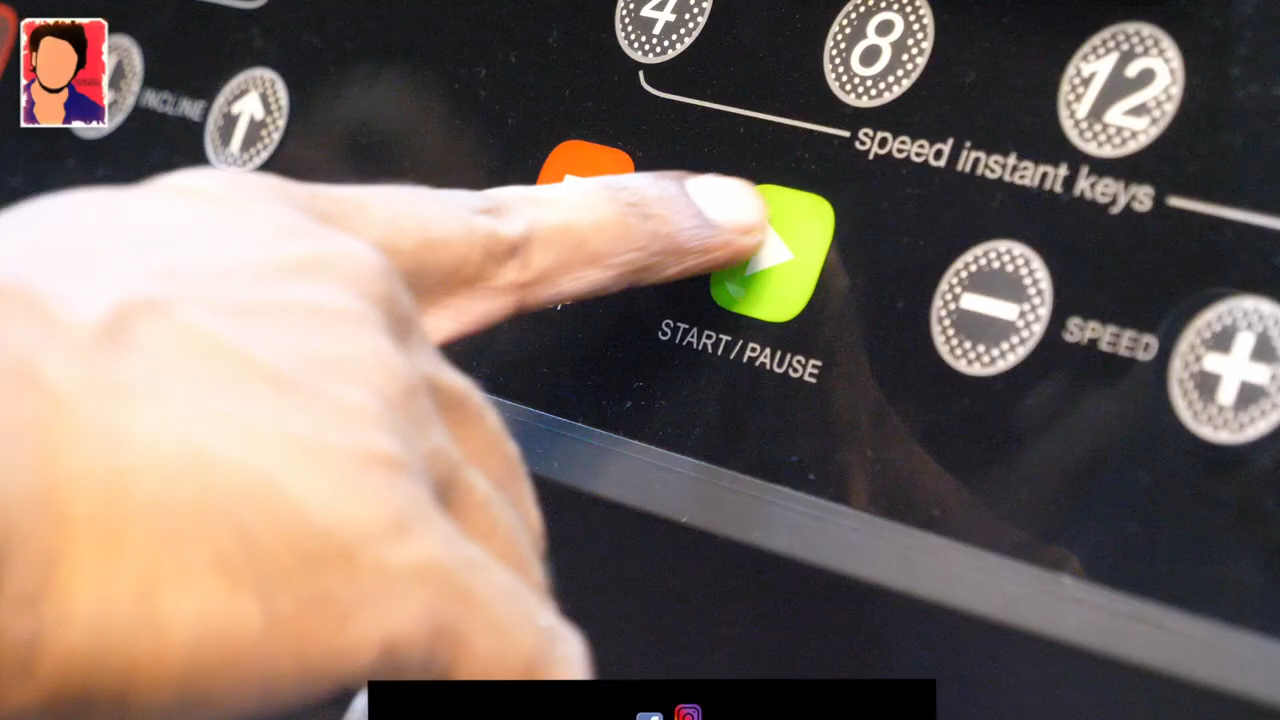 4 8 12
INCLINE
speed instant keys
SPEED
START/PAUSE